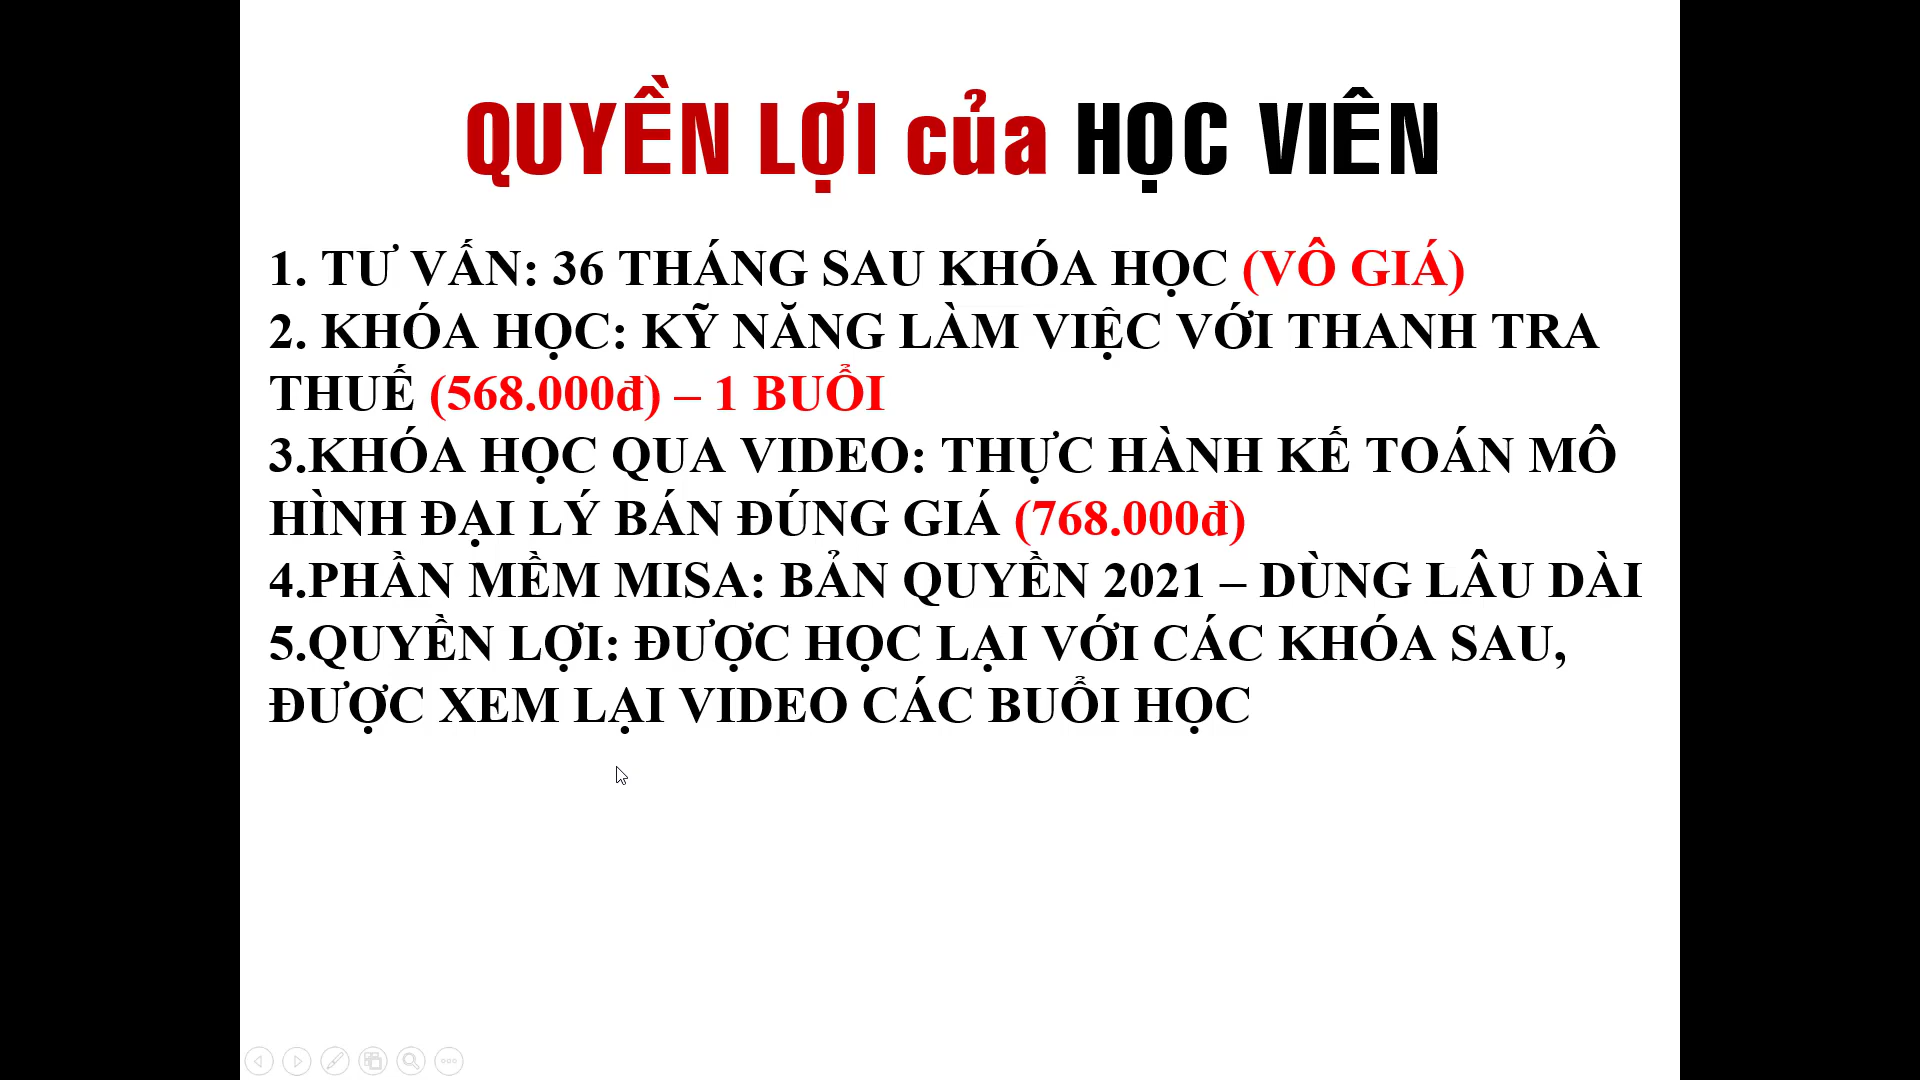 QUYỀN LỢI của HỌC VIÊN
1. TƯ VẤN: 36 THÁNG SAU KHÓA HỌC (VÔ GIÁ)
2. KHÓA HỌC: KỸ NĂNG LÀM VIỆC VỚI THANH TRA
THUẾ (568.000đ) – 1 BUỔI
3.KHÓA HỌC QUA VIDEO: THỰC HÀNH KẾ TOÁN MÔ
HÌNH ĐẠI LÝ BÁN ĐÚNG GIÁ (768.000đ)
4.PHẦN MỀM MISA: BẢN QUYỀN 2021 – DÙNG LÂU DÀI
5.QUYỀN LỢI: ĐƯỢC HỌC LẠI VỚI CÁC KHÓA SAU,
ĐƯỢC XEM LẠI VIDEO CÁC BUỔI HỌC